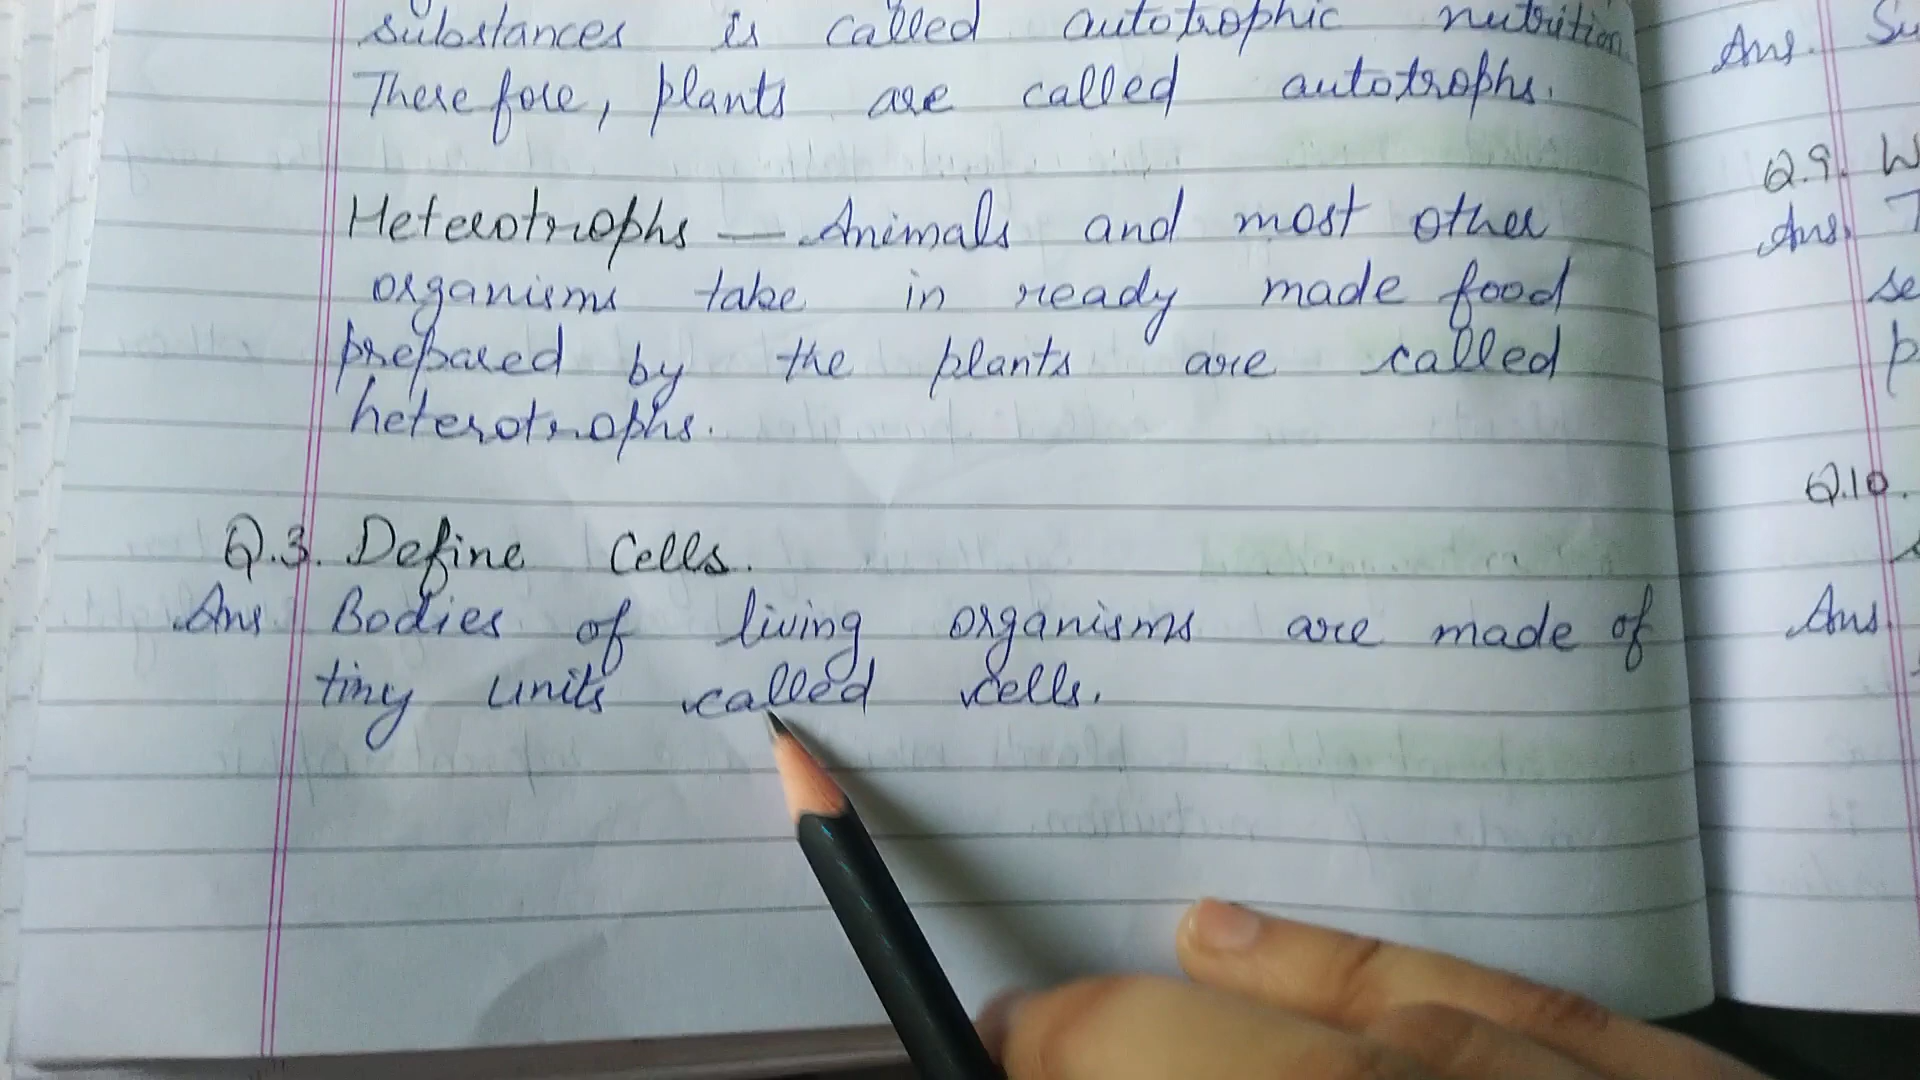 substances is called autotrophic nutrition
Therefore, plants are called autotrophs.
Heterotrophs — Animals and most other
organisms take in ready made food
prepared by the plants are called
heterotrophs.
Q.3. Define Cells.
Ans Bodies of living organisms are made of
tiny units called cells.
Ans. Su
Q.9. W
Ans. T
se
p
Q.10.
Ans